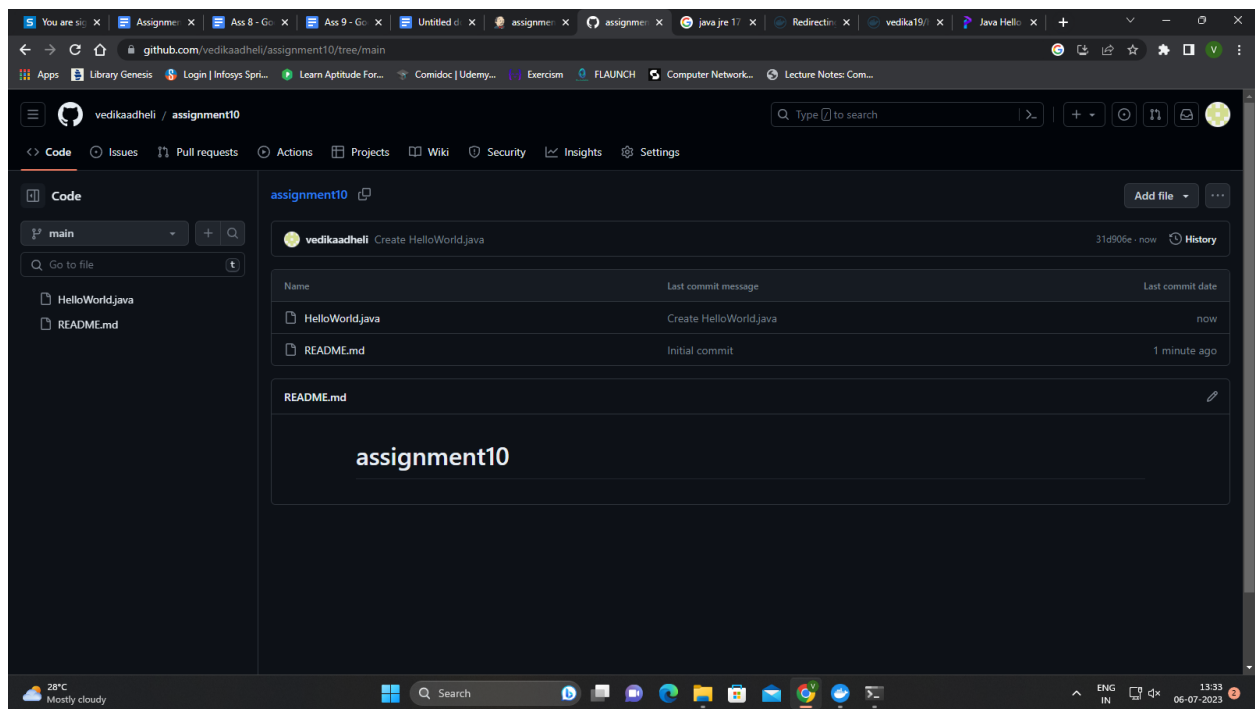 You are sig Assignmen Ass 8 - Go Ass 9 - Go Untitled d assignmen assignmen java jre 17 Redirectin vedika19/ Java Hello
github.com/vedikaadheli/assignment10/tree/main
Apps Library Genesis Login | Infosys Spri... Learn Aptitude For... Comidoc | Udemy... Exercism FLAUNCH Computer Network... Lecture Notes: Com...
vedikaadheli / assignment10 Type / to search
<> Code Issues Pull requests Actions Projects Wiki Security Insights Settings
Code assignment10 Add file
main
vedikaadheli Create HelloWorld.java 31d906e · now History
Go to file t
Name Last commit message Last commit date
HelloWorld.java
HelloWorld.java Create HelloWorld.java now
README.md
README.md Initial commit 1 minute ago
README.md
assignment10
28°C
Mostly cloudy
Search
ENG
IN
13:33
06-07-2023
2